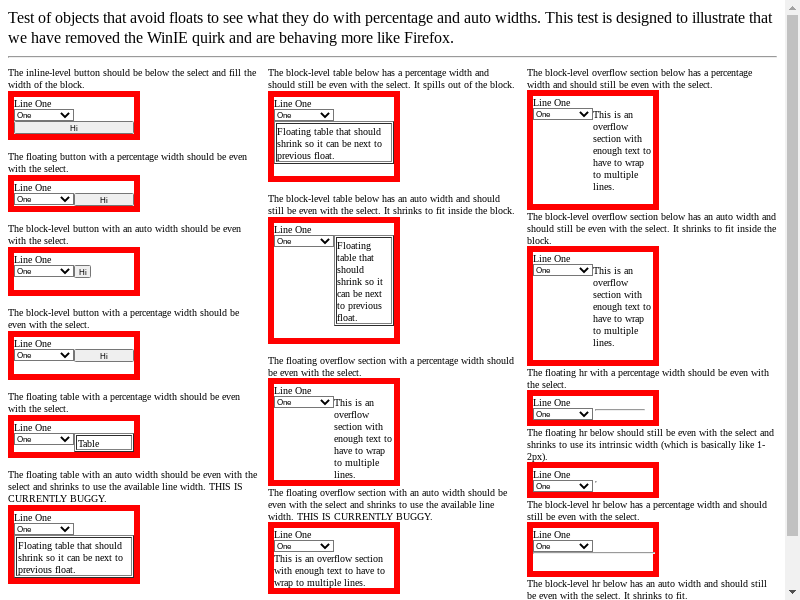 Test of objects that avoid floats to see what they do with percentage and auto widths. This test is designed to illustrate that
we have removed the WinIE quirk and are behaving more like Firefox.
The inline-level button should be below the select and fill the
width of the block.
Line One
One
Hi
The floating button with a percentage width should be even
with the select.
Line One
One
Hi
The block-level button with an auto width should be even
with the select.
Line One
One
Hi
The block-level button with a percentage width should be
even with the select.
Line One
One
Hi
The floating table with a percentage width should be even
with the select.
Line One
One
Table
The floating table with an auto width should be even with the
select and shrinks to use the available line width. THIS IS
CURRENTLY BUGGY.
Line One
One
Floating table that should
shrink so it can be next to
previous float.
The block-level table below has a percentage width and
should still be even with the select. It spills out of the block.
Line One
One
Floating table that should
shrink so it can be next to
previous float.
The block-level table below has an auto width and should
still be even with the select. It shrinks to fit inside the block.
Line One
One
Floating
table that
should
shrink so it
can be next
to previous
float.
The floating overflow section with a percentage width should
be even with the select.
Line One
One
This is an
overflow
section with
enough text to
have to wrap
to multiple
lines.
The floating overflow section with an auto width should be
even with the select and shrinks to use the available line
width. THIS IS CURRENTLY BUGGY.
Line One
One
This is an overflow section
with enough text to have to
wrap to multiple lines.
The block-level overflow section below has a percentage
width and should still be even with the select.
Line One
One
This is an
overflow
section with
enough text to
have to wrap
to multiple
lines.
The block-level overflow section below has an auto width and
should still be even with the select. It shrinks to fit inside the
block.
Line One
One
This is an
overflow
section with
enough text to
have to wrap
to multiple
lines.
The floating hr with a percentage width should be even with
the select.
Line One
One
The floating hr below should still be even with the select and
shrinks to use its intrinsic width (which is basically like 1-
2px).
Line One
One
The block-level hr below has a percentage width and should
still be even with the select.
Line One
One
The block-level hr below has an auto width and should still
be even with the select. It shrinks to fit.